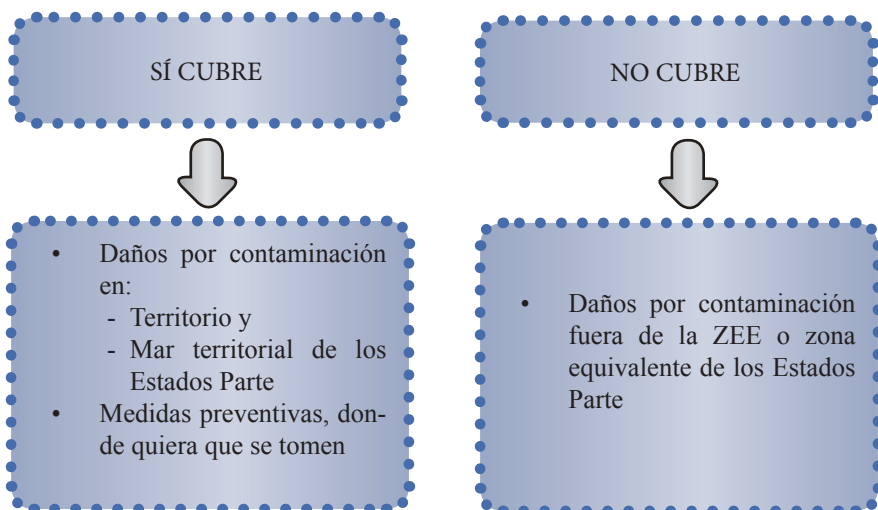 SÍ CUBRE
• Daños por contaminación
en:
- Territorio y
- Mar territorial de los
Estados Parte
• Medidas preventivas, don-
de quiera que se tomen
NO CUBRE
• Daños por contaminación
fuera de la ZEE o zona
equivalente de los Estados
Parte